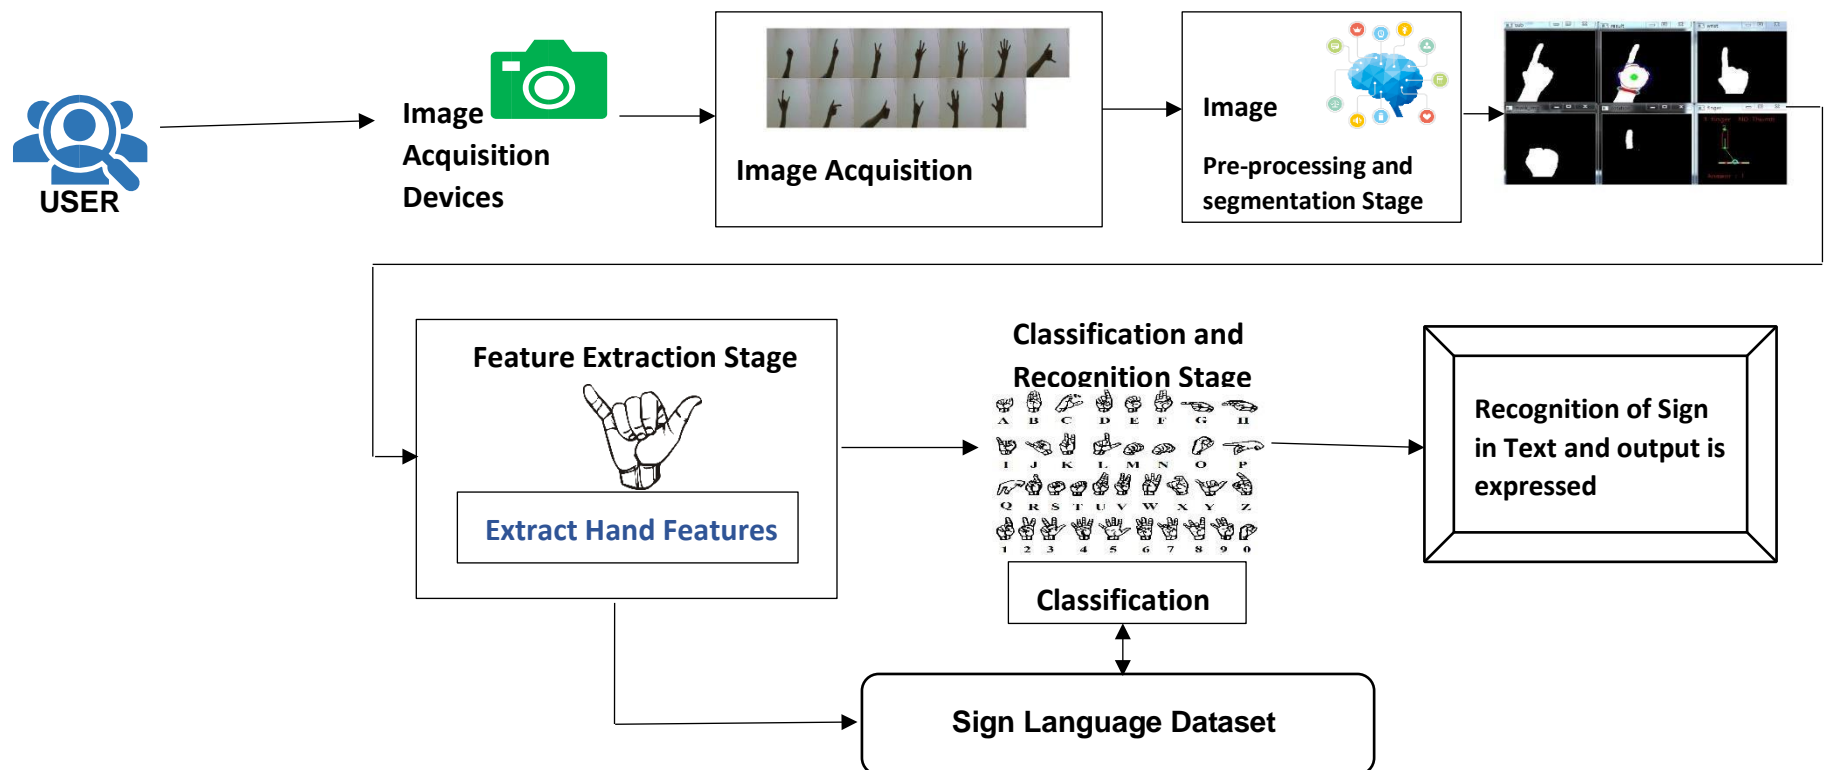 USER
Image
Acquisition
Devices
Image Acquisition
Image
Pre-processing and
segmentation Stage
result
Finger
Feature Extraction Stage
Extract Hand Features
Classification and
Recognition Stage
A B C D E F G H
I J K L M N O P
Q R S T U V W X Y Z
1 2 3 4 5 6 7 8 9 0
Classification
Recognition of Sign
in Text and output is
expressed
Sign Language Dataset